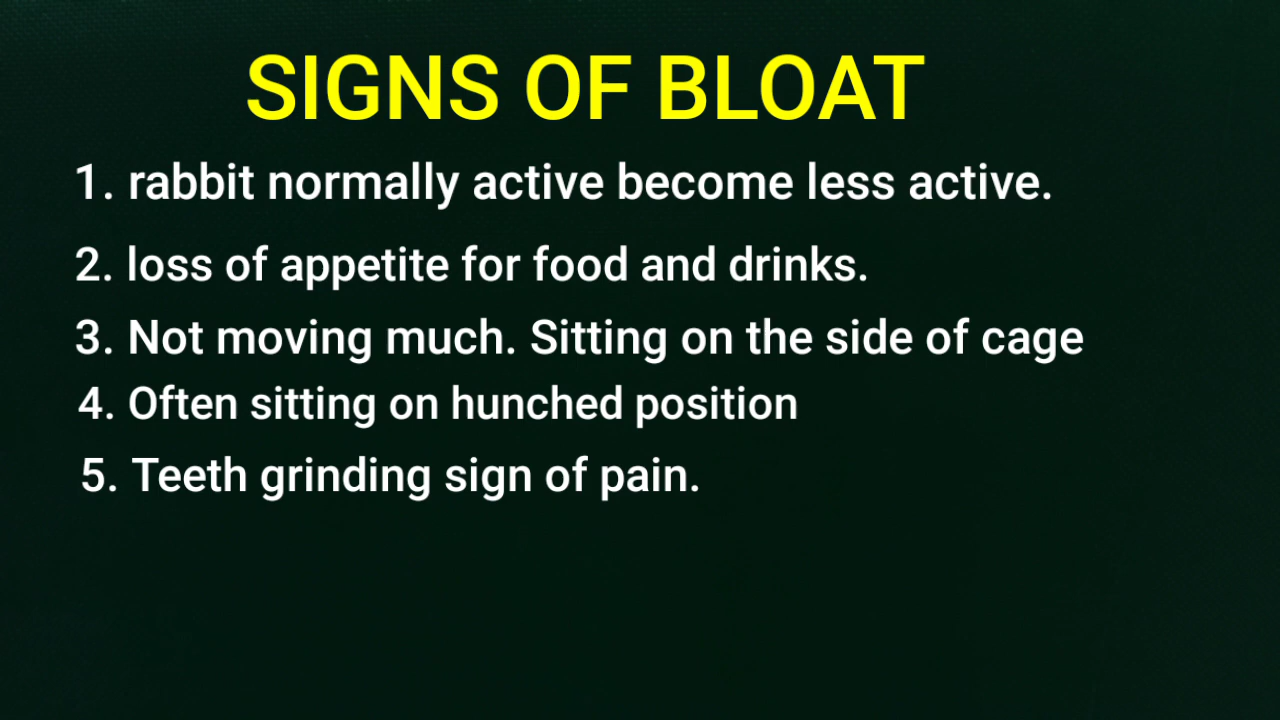 SIGNS OF BLOAT
1. rabbit normally active become less active.
2. loss of appetite for food and drinks.
3. Not moving much. Sitting on the side of cage
4. Often sitting on hunched position
5. Teeth grinding sign of pain.